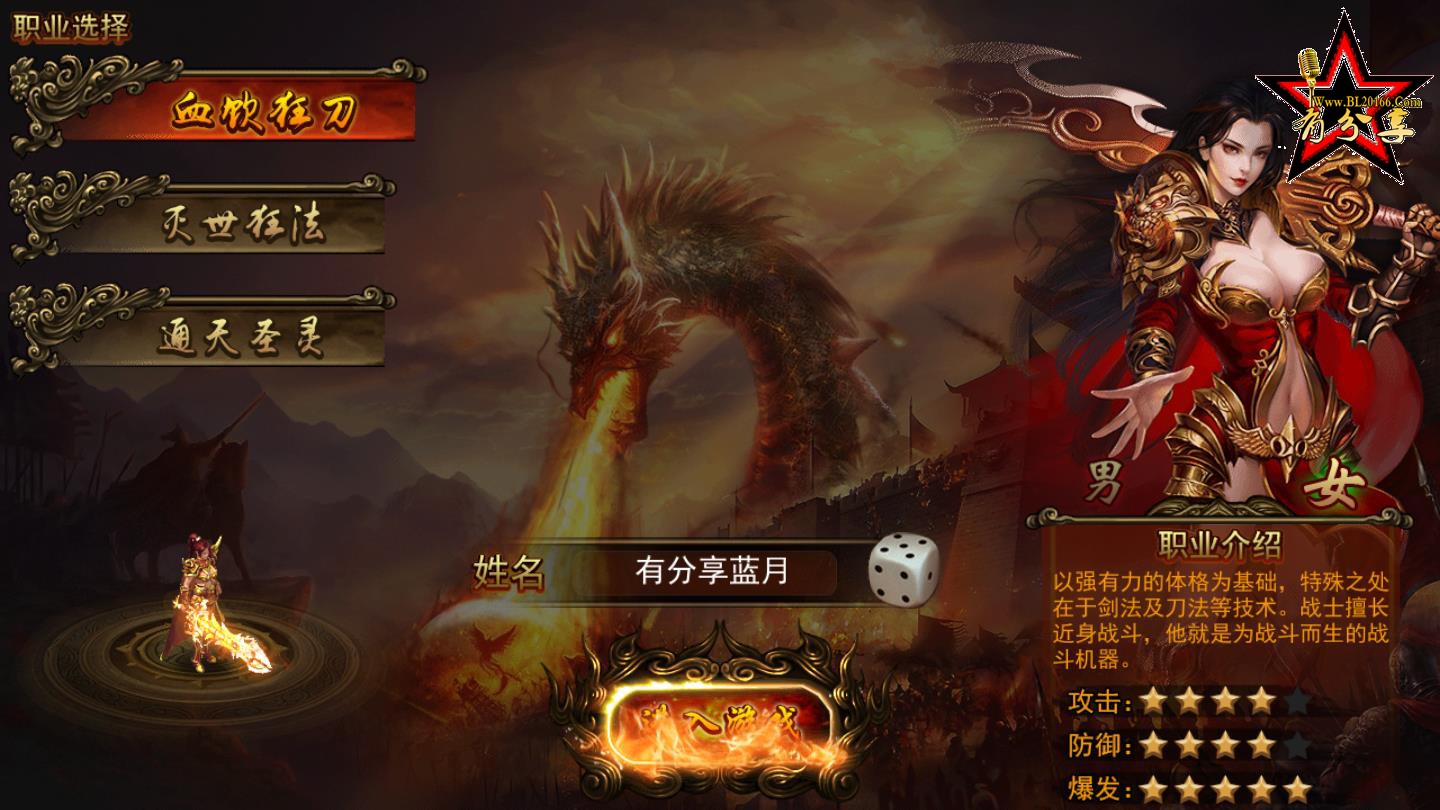 职业选择
血饮狂刀
灭世狂法
通天圣灵
Www.BL20166.Com
有分享
男
女
姓名
有分享蓝月
进入游戏
职业介绍
以强有力的体格为基础，特殊之处
在于剑法及刀法等技术。战士擅长
近身战斗，他就是为战斗而生的战
斗机器。
攻击：
防御：
爆发：